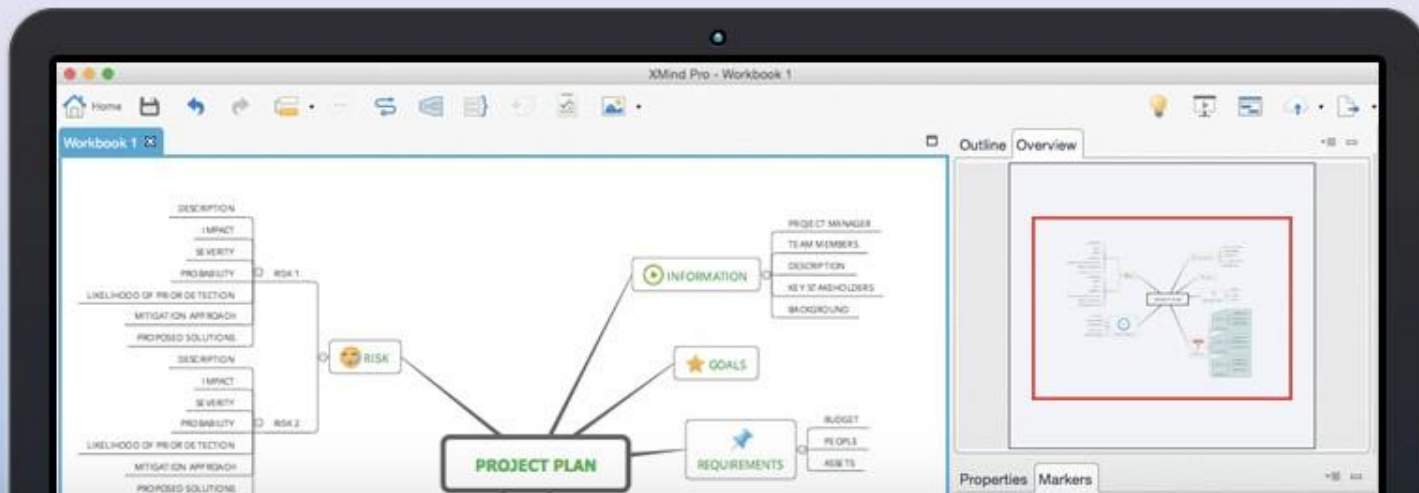 XMind Pro - Workbook 1
Home
Workbook 1
Outline Overview
DESCRIPTION
IMPACT
SEVERITY
PROBABILITY
LIKELIHOOD OF PRIOR DETECTION
MITIGATION APPROACH
PROPOSED SOLUTIONS
RISK 1
DESCRIPTION
IMPACT
SEVERITY
PROBABILITY
LIKELIHOOD OF PRIOR DETECTION
MITIGATION APPROACH
PROPOSED SOLUTIONS
RISK 2
RISK
PROJECT PLAN
INFORMATION
PROJECT MANAGER
TEAM MEMBERS
DESCRIPTION
KEY STAKEHOLDERS
BACKGROUND
GOALS
REQUIREMENTS
BUDGET
PEOPLE
ASSETS
Properties Markers